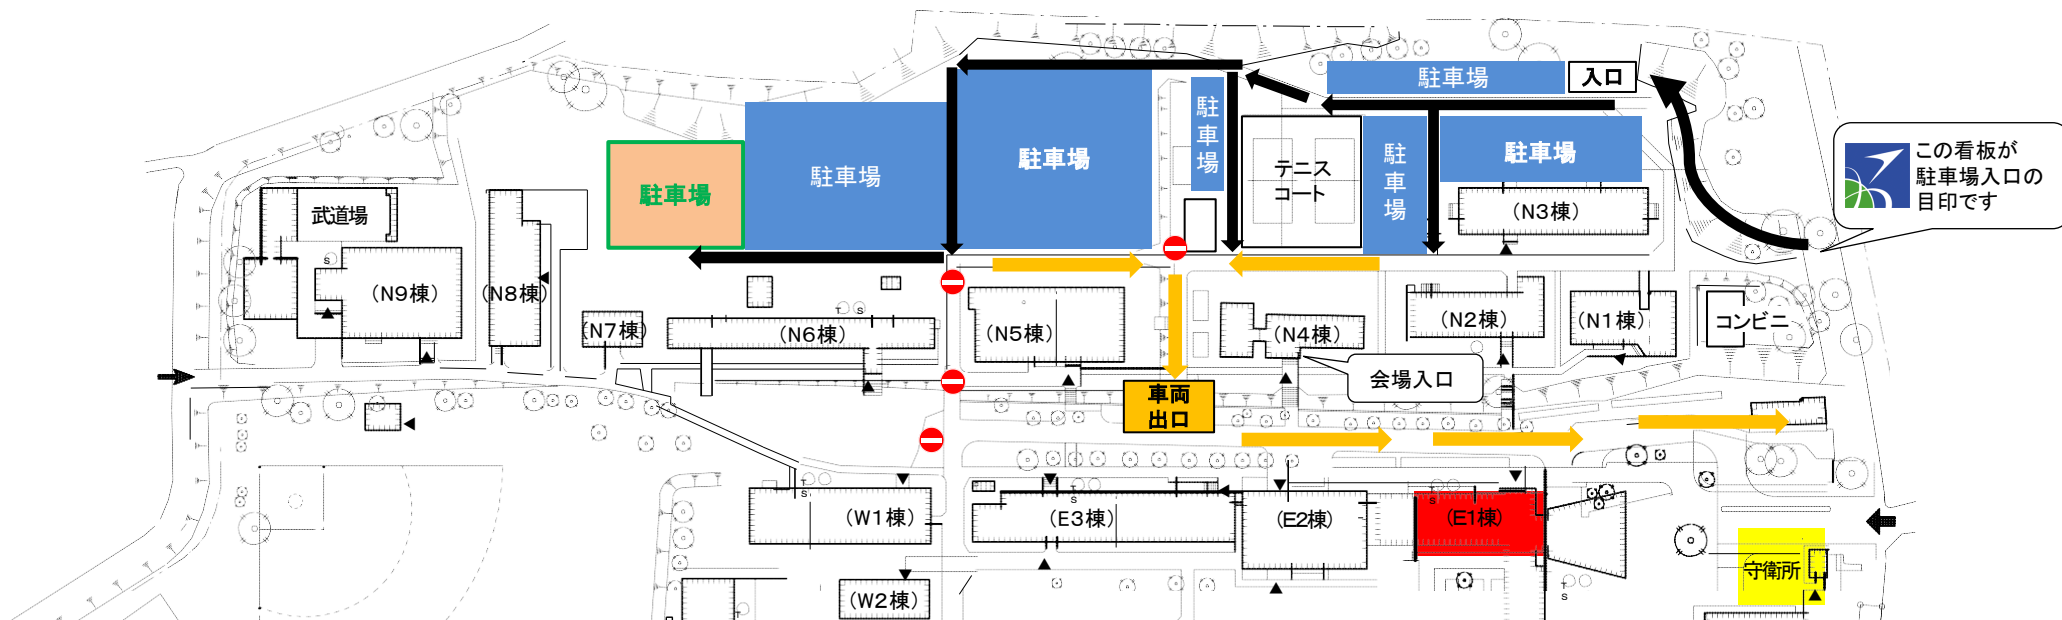 駐車場
入口
駐車場
駐車場
駐車場
駐車場
駐車場
駐車場
テニス
コート
この看板が
駐車場入口の
目印です
武道場
(N3棟)
(N9棟)
(N8棟)
(N7棟)
(N6棟)
(N5棟)
(N4棟)
(N2棟)
(N1棟)
コンビニ
会場入口
車両
出口
(W1棟)
(E3棟)
(E2棟)
(E1棟)
守衛所
(W2棟)